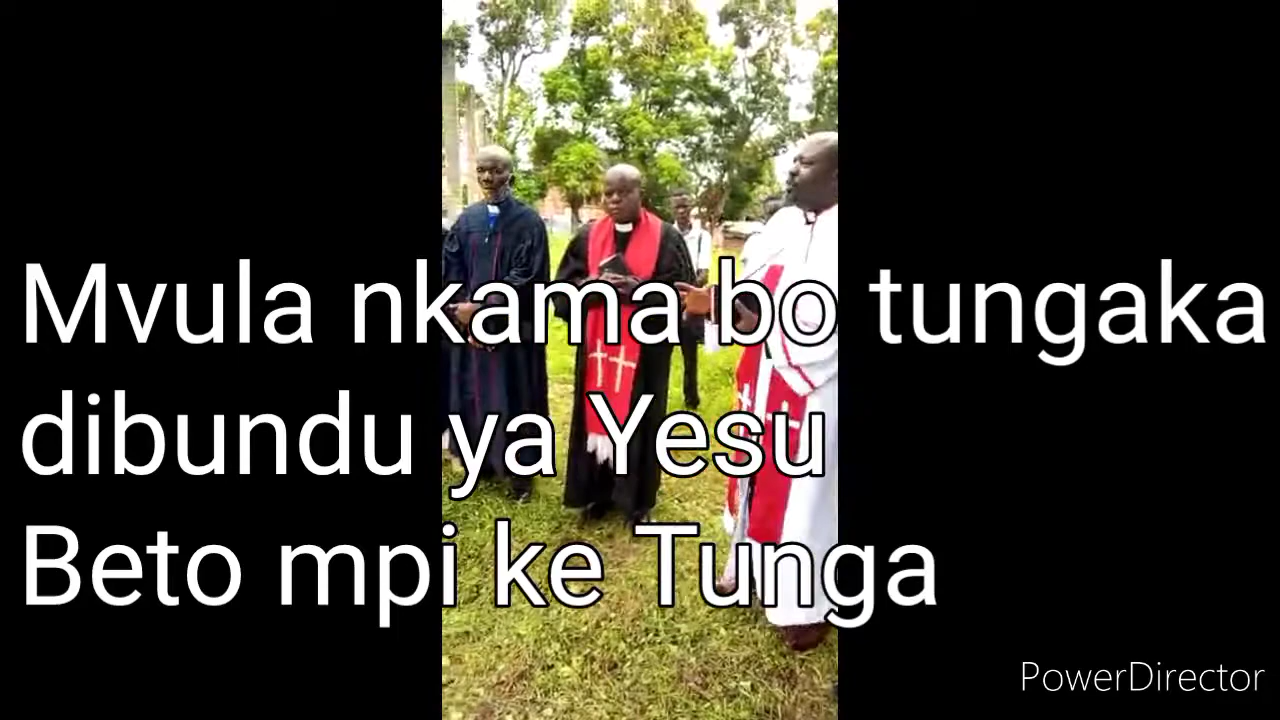 Mvula nkama bo tungaka
dibundu ya Yesu
Beto mpi ke Tunga
PowerDirector